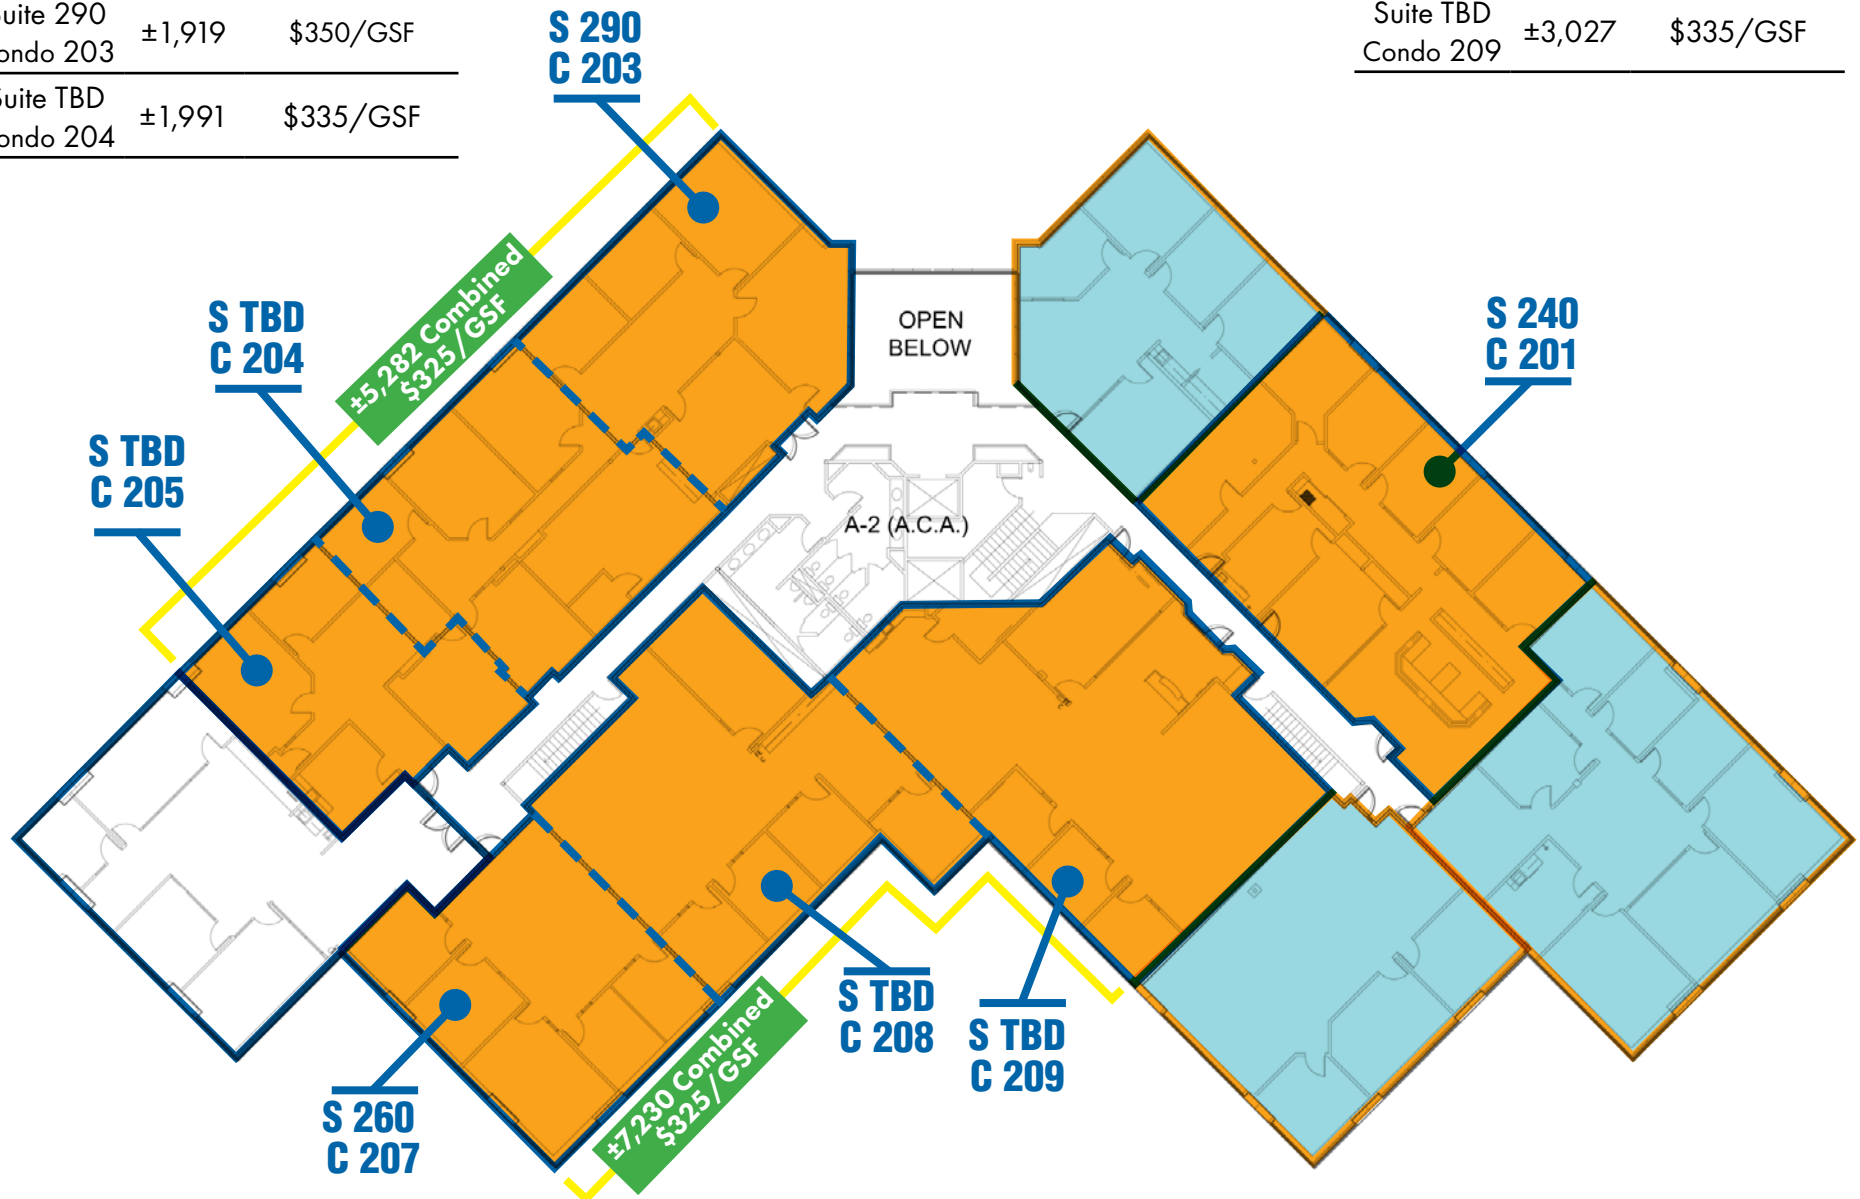 uite 290
ondo 203
±1,919
$350/GSF
uite TBD
ondo 204
±1,991
$335/GSF
Suite TBD
Condo 209
±3,027
$335/GSF
S 290
C 203
S TBD
C 204
S TBD
C 205
±5,282 Combined
$325/GSF
OPEN
BELOW
S 240
C 201
A-2 (A.C.A.)
S TBD
C 208
S TBD
C 209
±7,230 Combined
$325/GSF
S 260
C 207